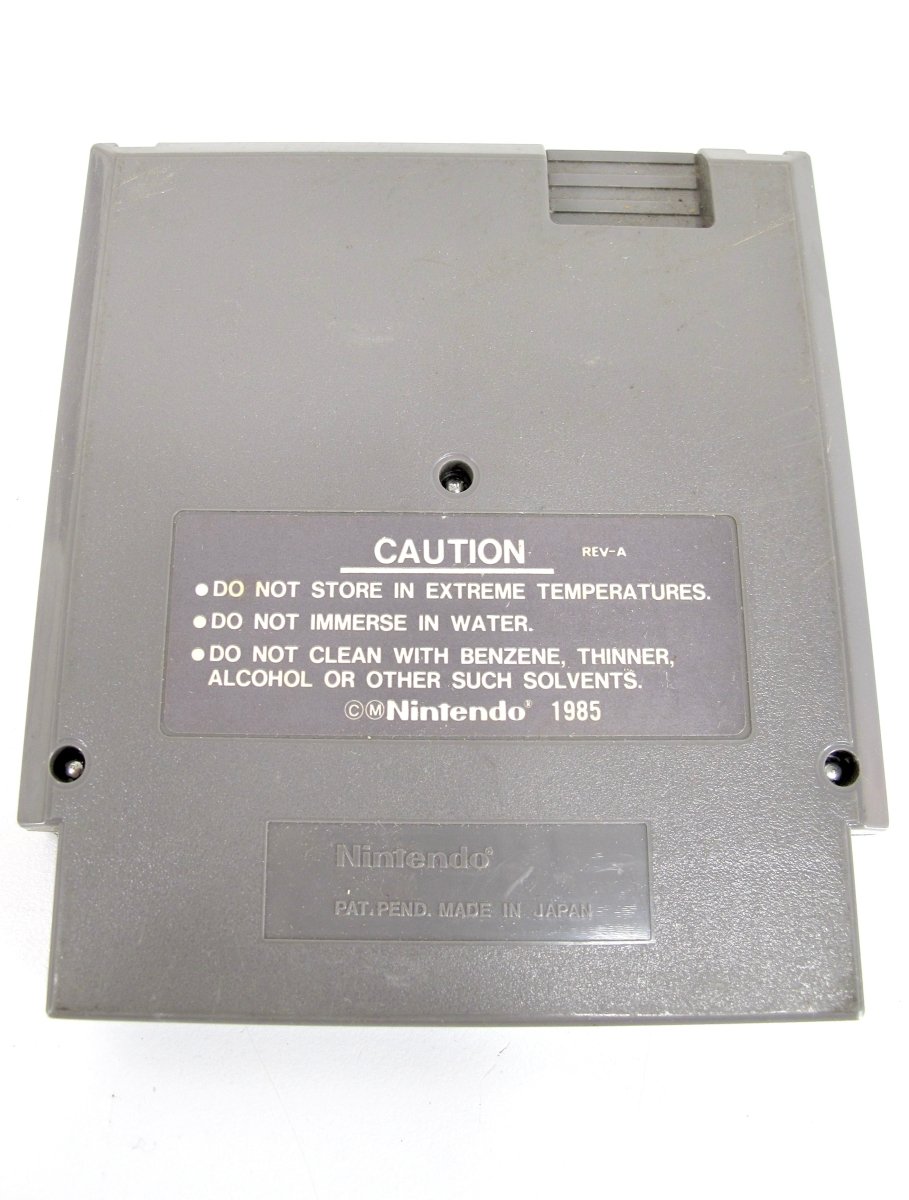 CAUTION REV-A
●DO NOT STORE IN EXTREME TEMPERATURES.
●DO NOT IMMERSE IN WATER.
●DO NOT CLEAN WITH BENZENE, THINNER,
ALCOHOL OR OTHER SUCH SOLVENTS.
ⒸⓂNintendo® 1985
Nintendo®
PAT. PEND. MADE IN JAPAN